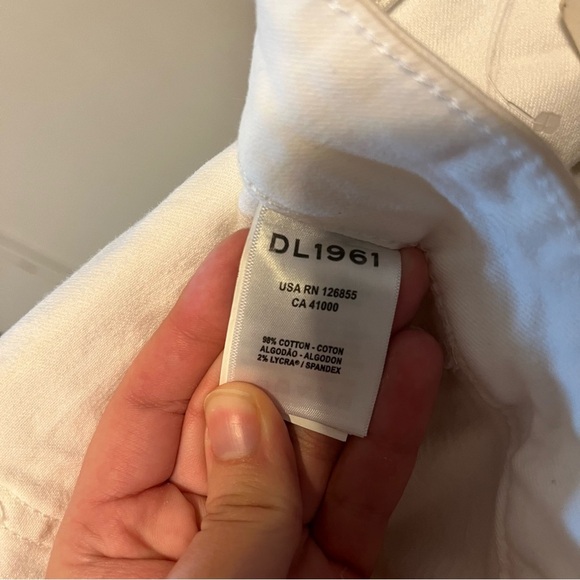 DL1961
USA RN 126855
CA 41000
98% COTTON - COTON
ALGODÃO - ALGODON
2% LYCRA® / SPANDEX